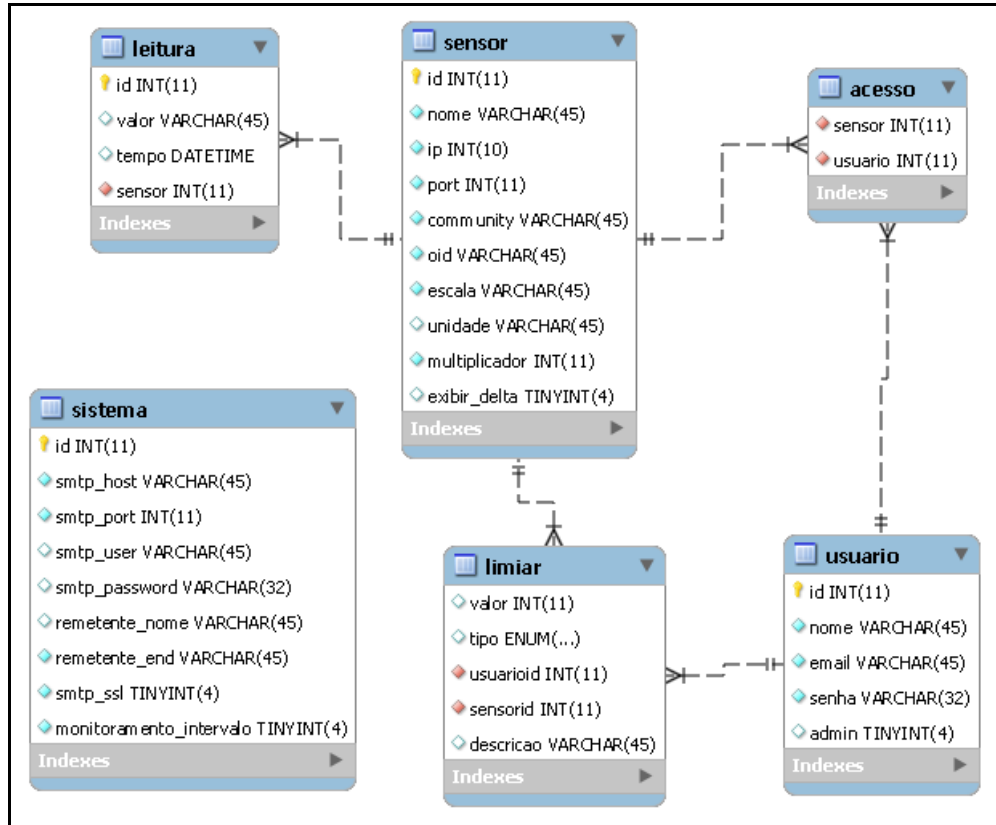 leitura
id INT(11)
valor VARCHAR(45)
tempo DATETIME
sensor INT(11)
Indexes
sensor
id INT(11)
nome VARCHAR(45)
ip INT(10)
port INT(11)
community VARCHAR(45)
oid VARCHAR(45)
escala VARCHAR(45)
unidade VARCHAR(45)
multiplicador INT(11)
exibir_delta TINYINT(4)
Indexes
acesso
sensor INT(11)
usuario INT(11)
Indexes
sistema
id INT(11)
smtp_host VARCHAR(45)
smtp_port INT(11)
smtp_user VARCHAR(45)
smtp_password VARCHAR(32)
remetente_nome VARCHAR(45)
remetente_end VARCHAR(45)
smtp_ssl TINYINT(4)
monitoramento_intervalo TINYINT(4)
Indexes
limiar
valor INT(11)
tipo ENUM(...)
usuarioid INT(11)
sensorid INT(11)
descricao VARCHAR(45)
Indexes
usuario
id INT(11)
nome VARCHAR(45)
email VARCHAR(45)
senha VARCHAR(32)
admin TINYINT(4)
Indexes